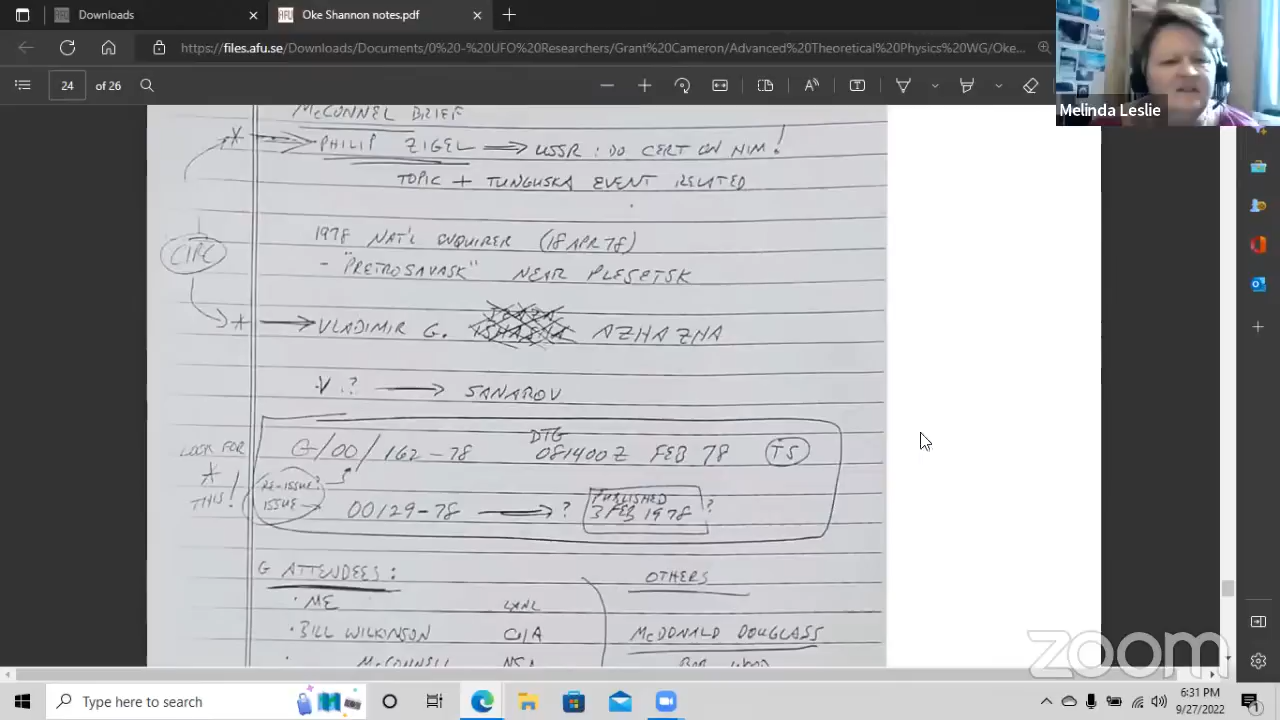 Downloads
Oke Shannon notes.pdf
https://files.afu.se/Downloads/Documents/0%20-%20UFO%20Researchers/Grant%20Cameron/Advanced%20Theoretical%20Physics%20WG/Oke...
24 of 26
Melinda Leslie
McCONNEL BRIEF
* PHILIP ZIGEL → USSR : DO CERT ON HIM!
TOPIC + TUNGUSKA EVENT RELATED
1978 NAT'L ENQUIRER (18 APR 78)
CIRC
- "PRETROSAVASK" NEAR PLESETSK
* → VLADIMIR G. AZHAZHA
V.? → SANAROV
LOOK FOR * THIS!
G/00/162-78 DTG 081400Z FEB 78 TS
RE-ISSUE?
ISSUE 00129-78 → ? PUBLISHED 3 FEB 1978 ?
G ATTENDEES: OTHERS
· ME LANL
· BILL WILKINSON CIA McDONALD DOUGLASS
McCONNELL NSA BOB WOOD
zoom
Type here to search
6:31 PM
9/27/2022